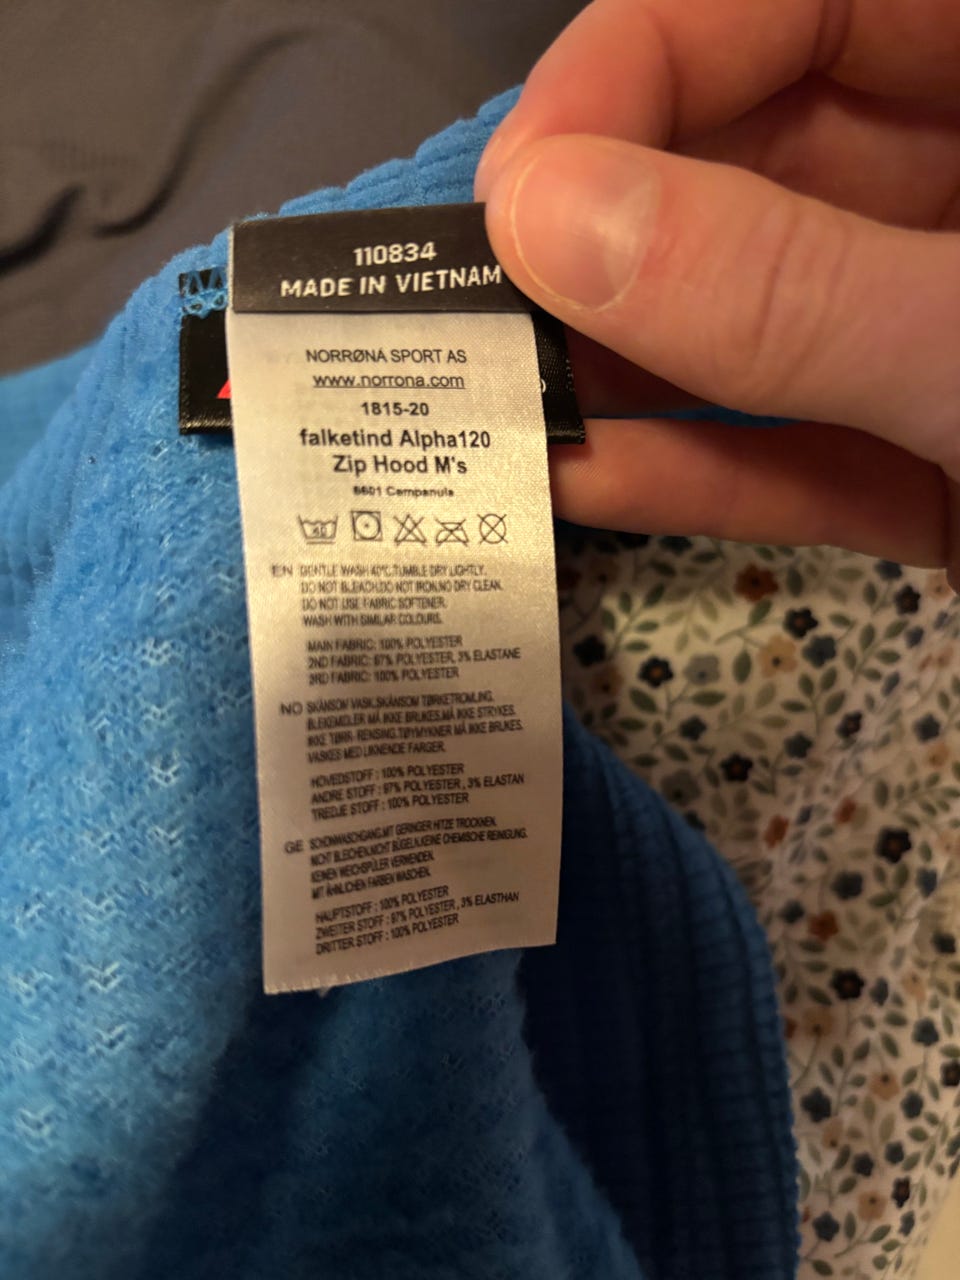 110834
MADE IN VIETNAM
NORRØNA SPORT AS
www.norrona.com
1815-20
falketind Alpha120
Zip Hood M's
6601 Campanula
40
EN GENTLE WASH 40°C.TUMBLE DRY LIGHTLY.
DO NOT BLEACH.DO NOT IRON.NO DRY CLEAN.
DO NOT USE FABRIC SOFTENER.
WASH WITH SIMILAR COLOURS.
MAIN FABRIC: 100% POLYESTER
2ND FABRIC: 97% POLYESTER, 3% ELASTANE
3RD FABRIC: 100% POLYESTER
NO SKÅNSOM VASK.SKÅNSOM TØRKETROMLING.
BLEKEMIDLER MÅ IKKE BRUKES.MÅ IKKE STRYKES.
IKKE TØRR-RENSING.TØYMYKNER MÅ IKKE BRUKES.
VASKES MED LIKNENDE FARGER.
HOVEDSTOFF : 100% POLYESTER
ANDRE STOFF : 97% POLYESTER , 3% ELASTAN
TREDJE STOFF : 100% POLYESTER
GE SCHONWASCHGANG.MIT GERINGER HITZE TROCKNEN.
NICHT BLEICHEN.NICHT BÜGELN.KEINE CHEMISCHE REINIGUNG.
KEINEN WEICHSPÜLER VERWENDEN.
MIT ÄHNLICHEN FARBEN WASCHEN.
HAUPTSTOFF : 100% POLYESTER
ZWEITER STOFF : 97% POLYESTER , 3% ELASTHAN
DRITTER STOFF : 100% POLYESTER